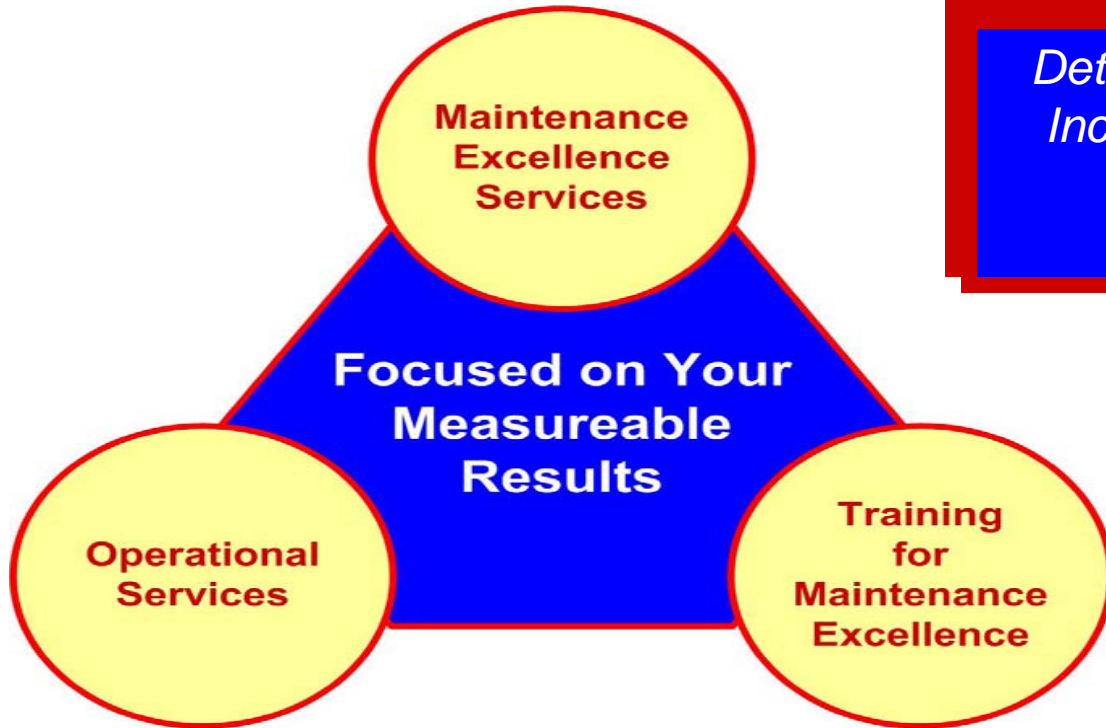 Maintenance
Excellence
Services
Focused on Your
Measureable
Results
Operational
Services
Training
for
Maintenance
Excellence